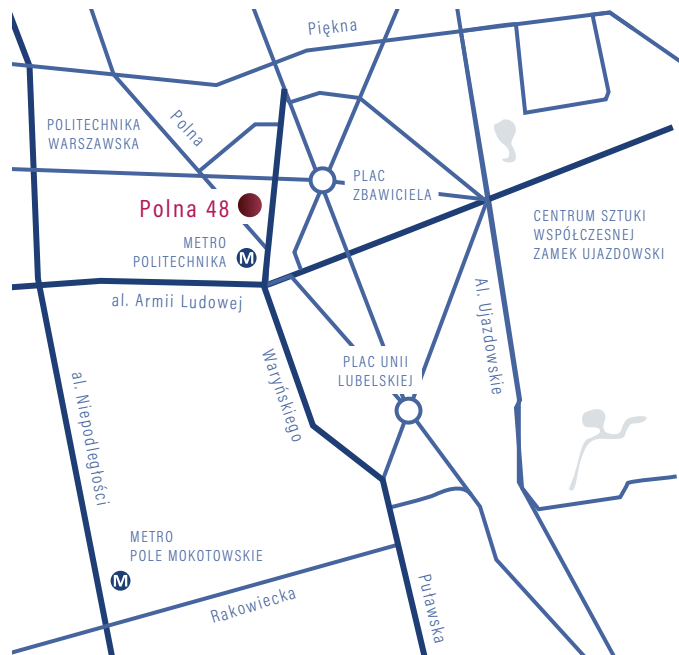 Piękna
POLITECHNIKA
WARSZAWSKA
Polna
PLAC
ZBAWICIELA
Polna 48
CENTRUM SZTUKI
WSPÓŁCZESNEJ
ZAMEK UJAZDOWSKI
METRO
POLITECHNIKA
M
al. Armii Ludowej
Al. Ujazdowskie
Waryńskiego
PLAC UNII
LUBELSKIEJ
al. Niepodległości
METRO
POLE MOKOTOWSKIE
M
Rakowiecka
Puławska